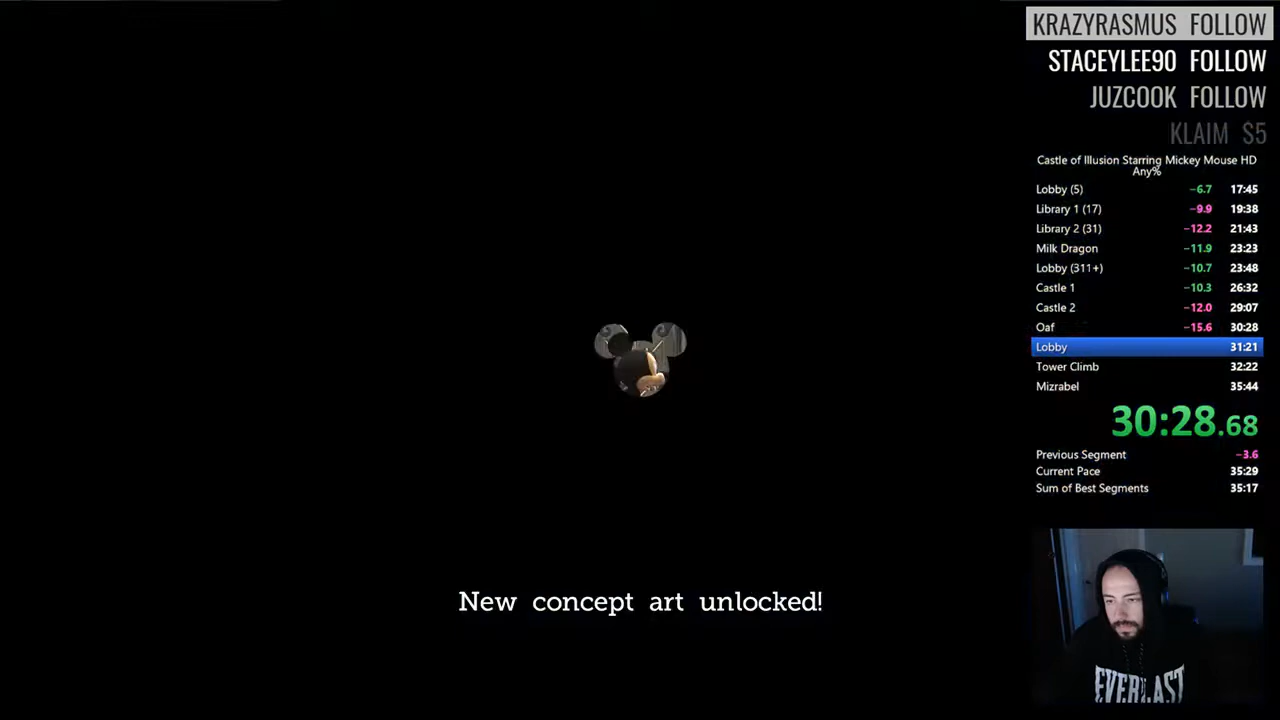 KRAZYRASMUS FOLLOW
STACEYLEE90 FOLLOW
JUZCOOK FOLLOW
KLAIM $5
Castle of Illusion Starring Mickey Mouse HD
Any%
Lobby (5) −6.7 17:45
Library 1 (17) −9.9 19:38
Library 2 (31) −12.2 21:43
Milk Dragon −11.9 23:23
Lobby (311+) −10.7 23:48
Castle 1 −10.3 26:32
Castle 2 −12.0 29:07
Oaf −15.6 30:28
Lobby 31:21
Tower Climb 32:22
Mizrabel 35:44
30:28.68
Previous Segment −3.6
Current Pace 35:29
Sum of Best Segments 35:17
New concept art unlocked!
EVERLAST